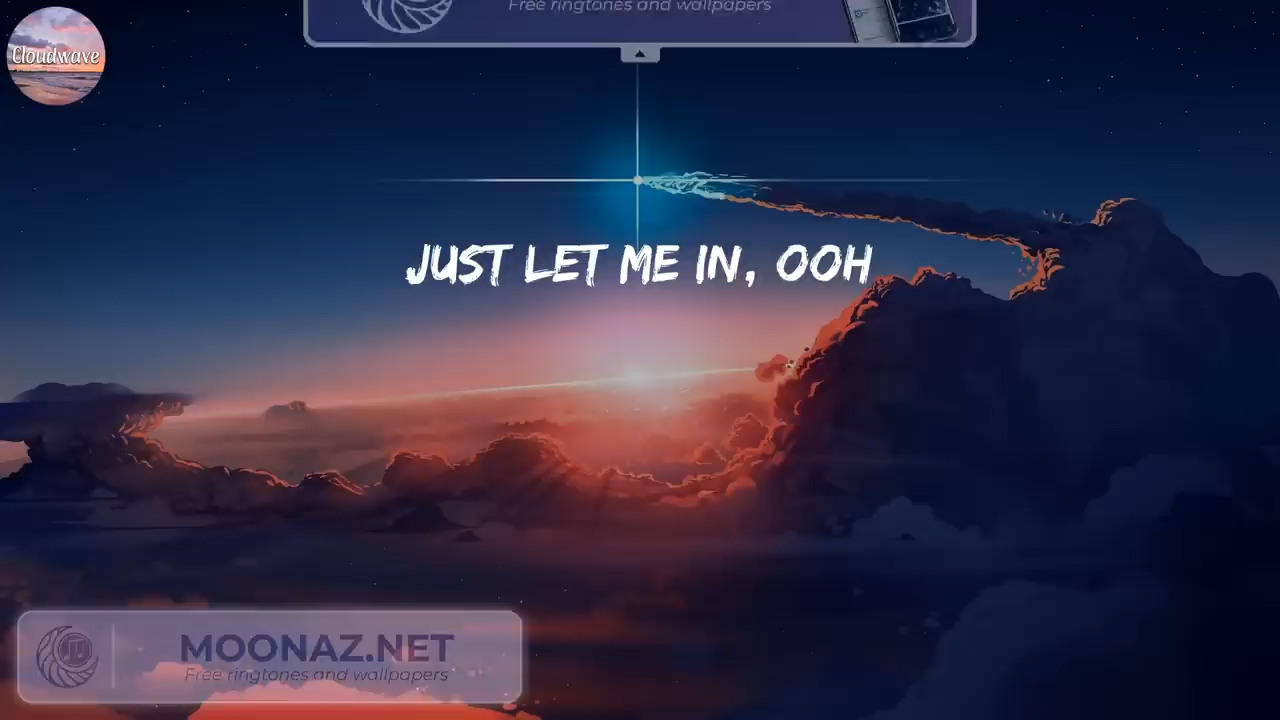 Free ringtones and wallpapers
Cloudwave
JUST LET ME IN, OOH
MOONAZ.NET
Free ringtones and wallpapers